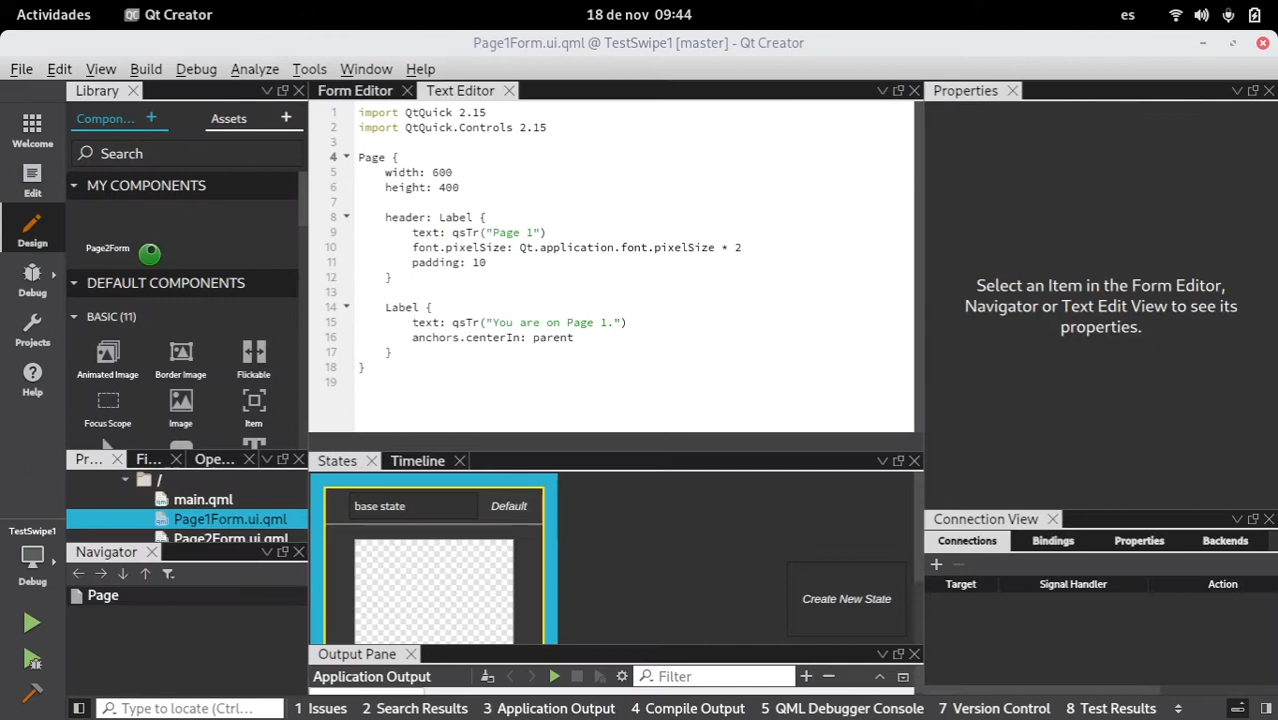 Actividades
Qt Creator
18 de nov 09:44
es
Page1Form.ui.qml @ TestSwipe1 [master] - Qt Creator
File Edit View Build Debug Analyze Tools Window Help
Library
Form Editor
Text Editor
Properties
Compon...
Assets
Search
MY COMPONENTS
Page2Form
DEFAULT COMPONENTS
BASIC (11)
Animated Image
Border Image
Flickable
Focus Scope
Image
Item
Welcome
Edit
Design
Debug
Projects
Help
1 import QtQuick 2.15
2 import QtQuick.Controls 2.15
3
4 Page {
5 width: 600
6 height: 400
7
8 header: Label {
9 text: qsTr("Page 1")
10 font.pixelSize: Qt.application.font.pixelSize * 2
11 padding: 10
12 }
13
14 Label {
15 text: qsTr("You are on Page 1.")
16 anchors.centerIn: parent
17 }
18 }
19
Select an Item in the Form Editor,
Navigator or Text Edit View to see its
properties.
Pr...
Fi...
Ope...
/
main.qml
Page1Form.ui.qml
Page2Form.ui.qml
TestSwipe1
Debug
Navigator
Page
States
Timeline
base state
Default
Create New State
Connection View
Connections
Bindings
Properties
Backends
Target
Signal Handler
Action
Output Pane
Application Output
Filter
Type to locate (Ctrl...
1 Issues
2 Search Results
3 Application Output
4 Compile Output
5 QML Debugger Console
7 Version Control
8 Test Results